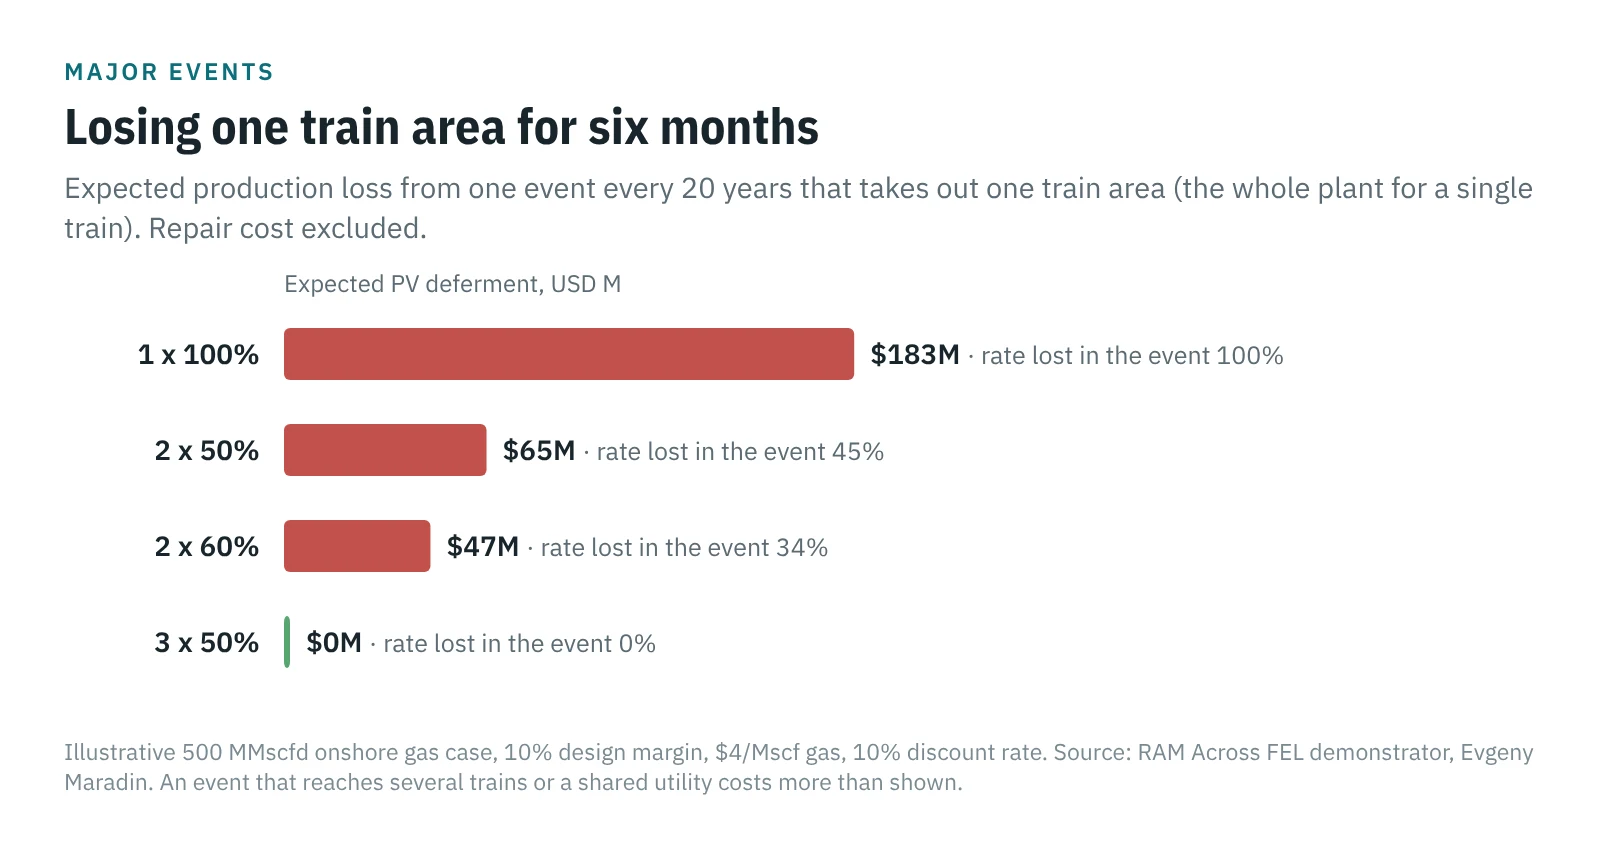 MAJOR EVENTS
Losing one train area for six months
Expected production loss from one event every 20 years that takes out one train area (the whole plant for a single
train). Repair cost excluded.
Expected PV deferment, USD M
1 x 100% $183M · rate lost in the event 100%
2 x 50% $65M · rate lost in the event 45%
2 x 60% $47M · rate lost in the event 34%
3 x 50% $0M · rate lost in the event 0%
Illustrative 500 MMscfd onshore gas case, 10% design margin, $4/Mscf gas, 10% discount rate. Source: RAM Across FEL demonstrator, Evgeny
Maradin. An event that reaches several trains or a shared utility costs more than shown.